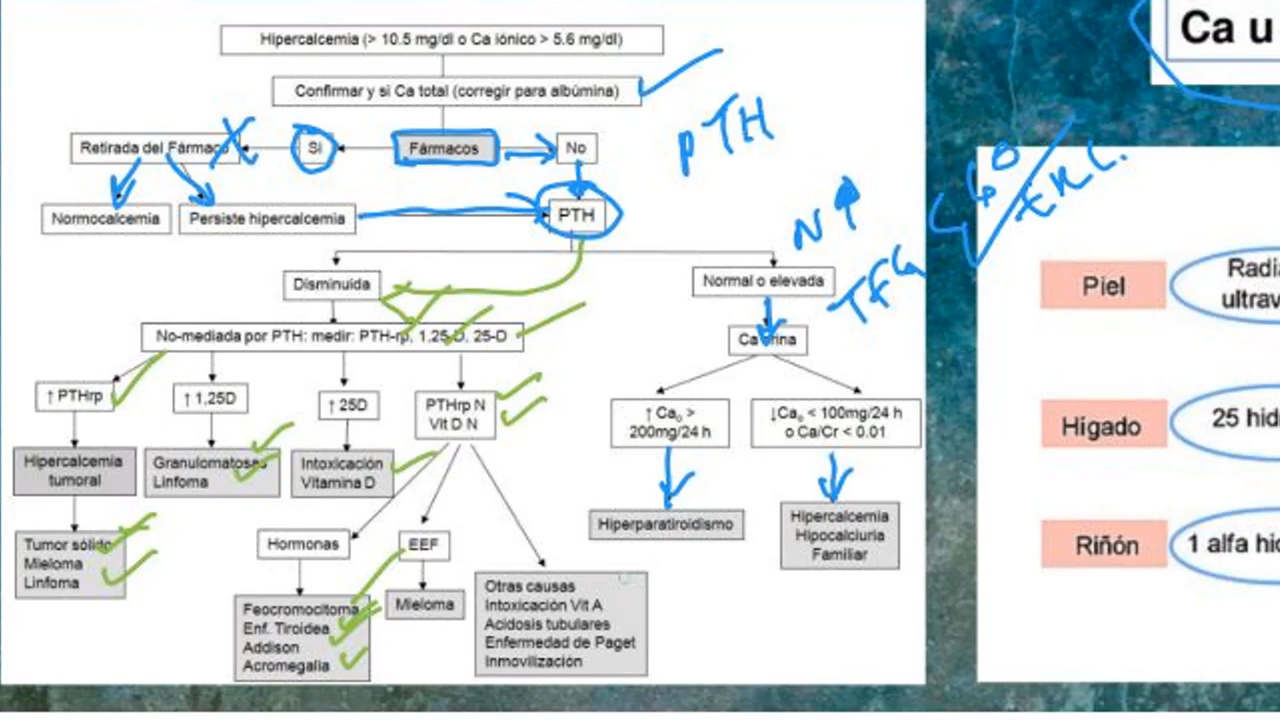 Hipercalcemia (> 10.5 mg/dl o Ca iónico > 5.6 mg/dl)
Confirmar y si Ca total (corregir para albúmina)
Retirada del Fármaco
Si
Fármacos
No
Normocalcemia
Persiste hipercalcemia
PTH
PTH
N
TFG
60
ERC.
Disminuida
Normal o elevada
No-mediada por PTH: medir: PTH-rp, 1,25-D, 25-D
Ca orina
↑ PTHrp
↑ 1,25D
↑ 25D
PTHrp N
Vit D N
↑ Ca₀ >
200mg/24 h
↓Ca₀ < 100mg/24 h
o Ca/Cr < 0.01
Hipercalcemia
tumoral
Granulomatosas
Linfoma
Intoxicación
Vitamina D
Hiperparatiroidismo
Hipercalcemia
Hipocalciuria
Familiar
Tumor sólido
Mieloma
Linfoma
Hormonas
EEF
Feocromocitoma
Enf. Tiroidea
Addison
Acromegalia
Mieloma
Otras causas
Intoxicación Vit A
Acidosis tubulares
Enfermedad de Paget
Inmovilización
Ca u
Piel
Radia
ultrav
Hígado
25 hid
Riñón
1 alfa hid